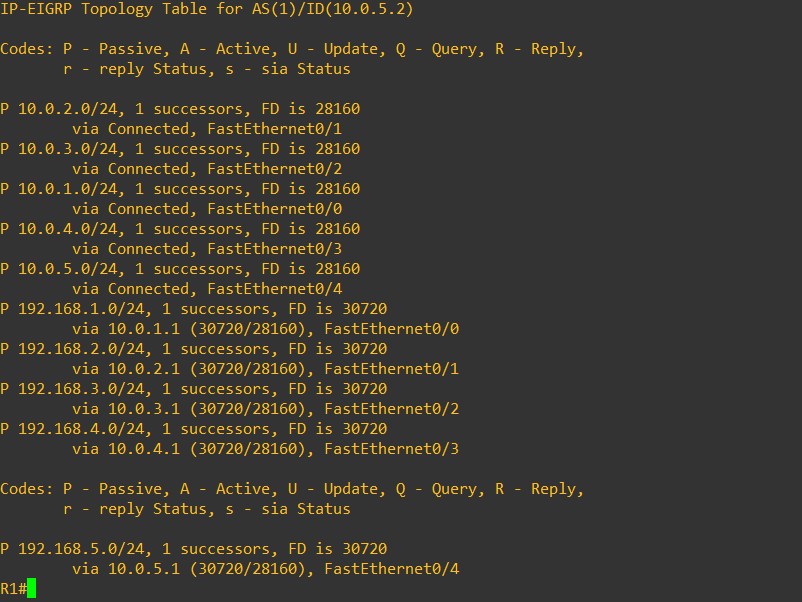 IP-EIGRP Topology Table for AS(1)/ID(10.0.5.2)
Codes: P - Passive, A - Active, U - Update, Q - Query, R - Reply,
r - reply Status, s - sia Status
P 10.0.2.0/24, 1 successors, FD is 28160
via Connected, FastEthernet0/1
P 10.0.3.0/24, 1 successors, FD is 28160
via Connected, FastEthernet0/2
P 10.0.1.0/24, 1 successors, FD is 28160
via Connected, FastEthernet0/0
P 10.0.4.0/24, 1 successors, FD is 28160
via Connected, FastEthernet0/3
P 10.0.5.0/24, 1 successors, FD is 28160
via Connected, FastEthernet0/4
P 192.168.1.0/24, 1 successors, FD is 30720
via 10.0.1.1 (30720/28160), FastEthernet0/0
P 192.168.2.0/24, 1 successors, FD is 30720
via 10.0.2.1 (30720/28160), FastEthernet0/1
P 192.168.3.0/24, 1 successors, FD is 30720
via 10.0.3.1 (30720/28160), FastEthernet0/2
P 192.168.4.0/24, 1 successors, FD is 30720
via 10.0.4.1 (30720/28160), FastEthernet0/3
Codes: P - Passive, A - Active, U - Update, Q - Query, R - Reply,
r - reply Status, s - sia Status
P 192.168.5.0/24, 1 successors, FD is 30720
via 10.0.5.1 (30720/28160), FastEthernet0/4
R1#